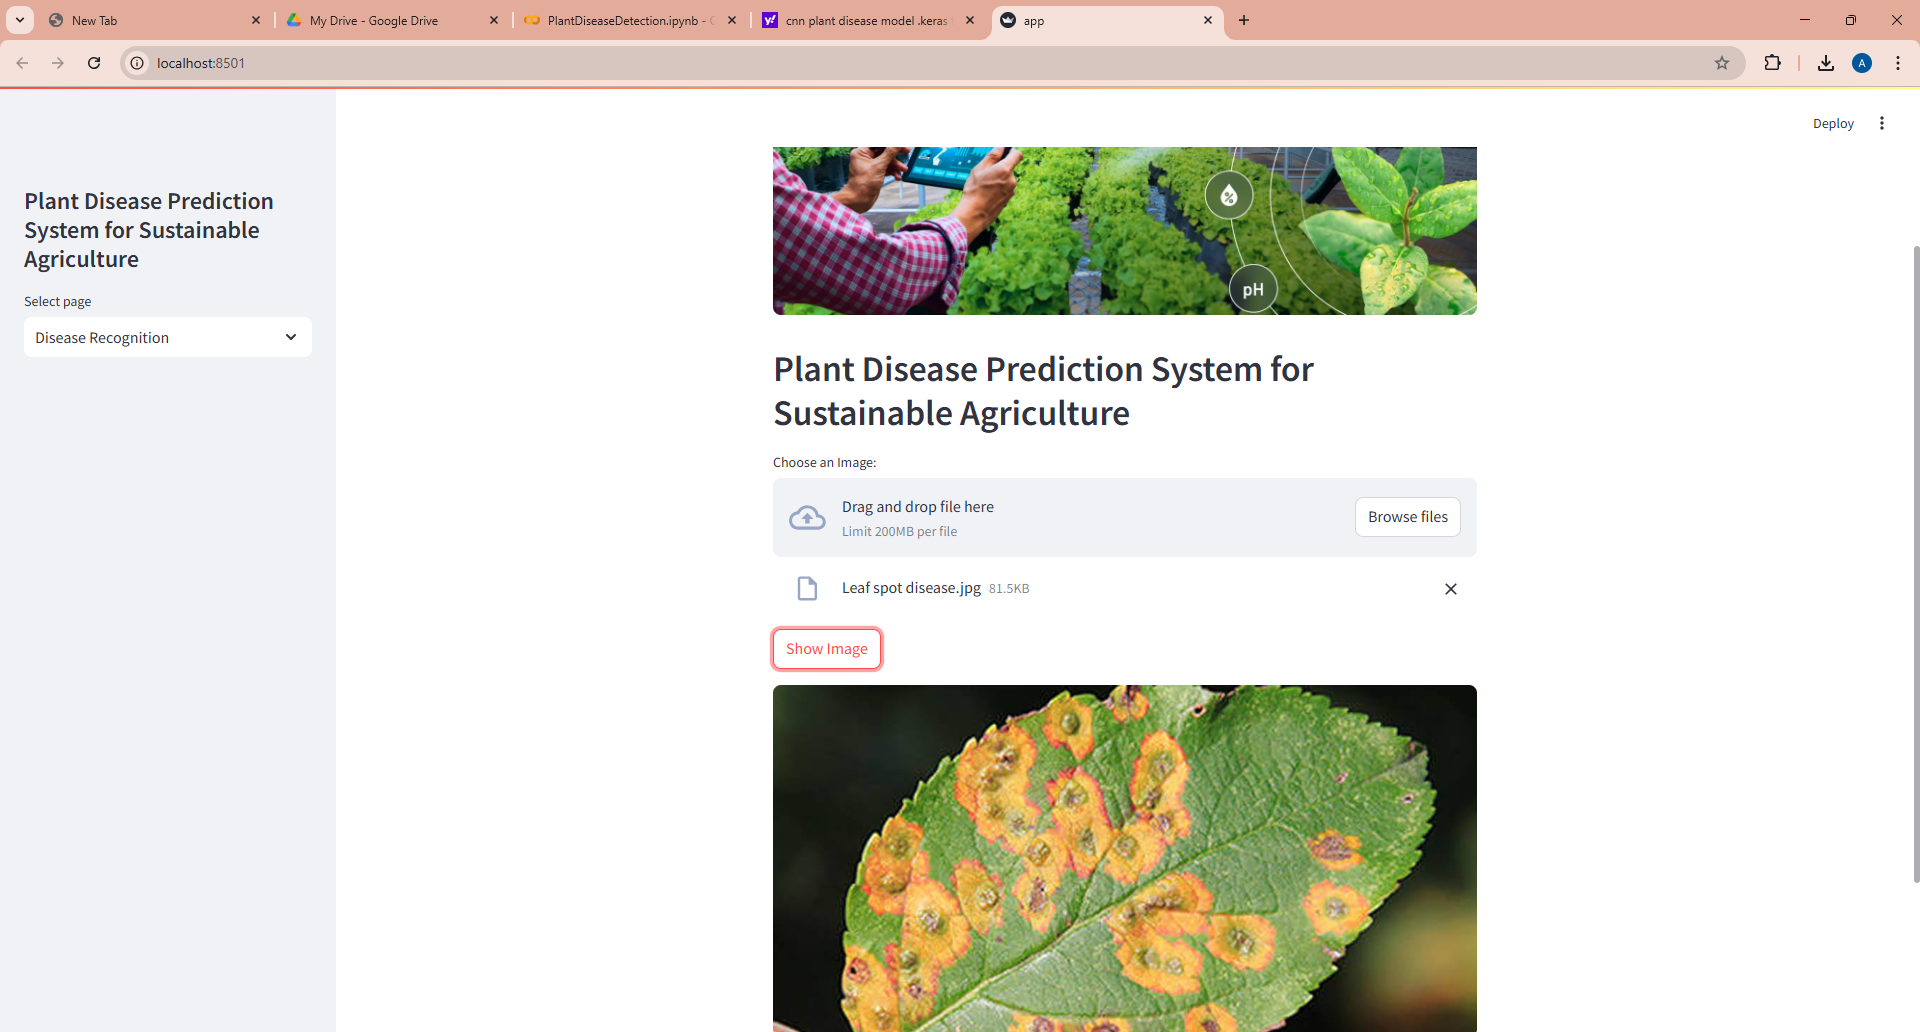 New Tab
My Drive - Google Drive
PlantDiseaseDetection.ipynb -
cnn plant disease model .keras
app
localhost:8501
A
Deploy
Plant Disease Prediction
System for Sustainable
Agriculture
Select page
Disease Recognition
%
pH
Plant Disease Prediction System for
Sustainable Agriculture
Choose an Image:
Drag and drop file here
Limit 200MB per file
Browse files
Leaf spot disease.jpg 81.5KB
Show Image